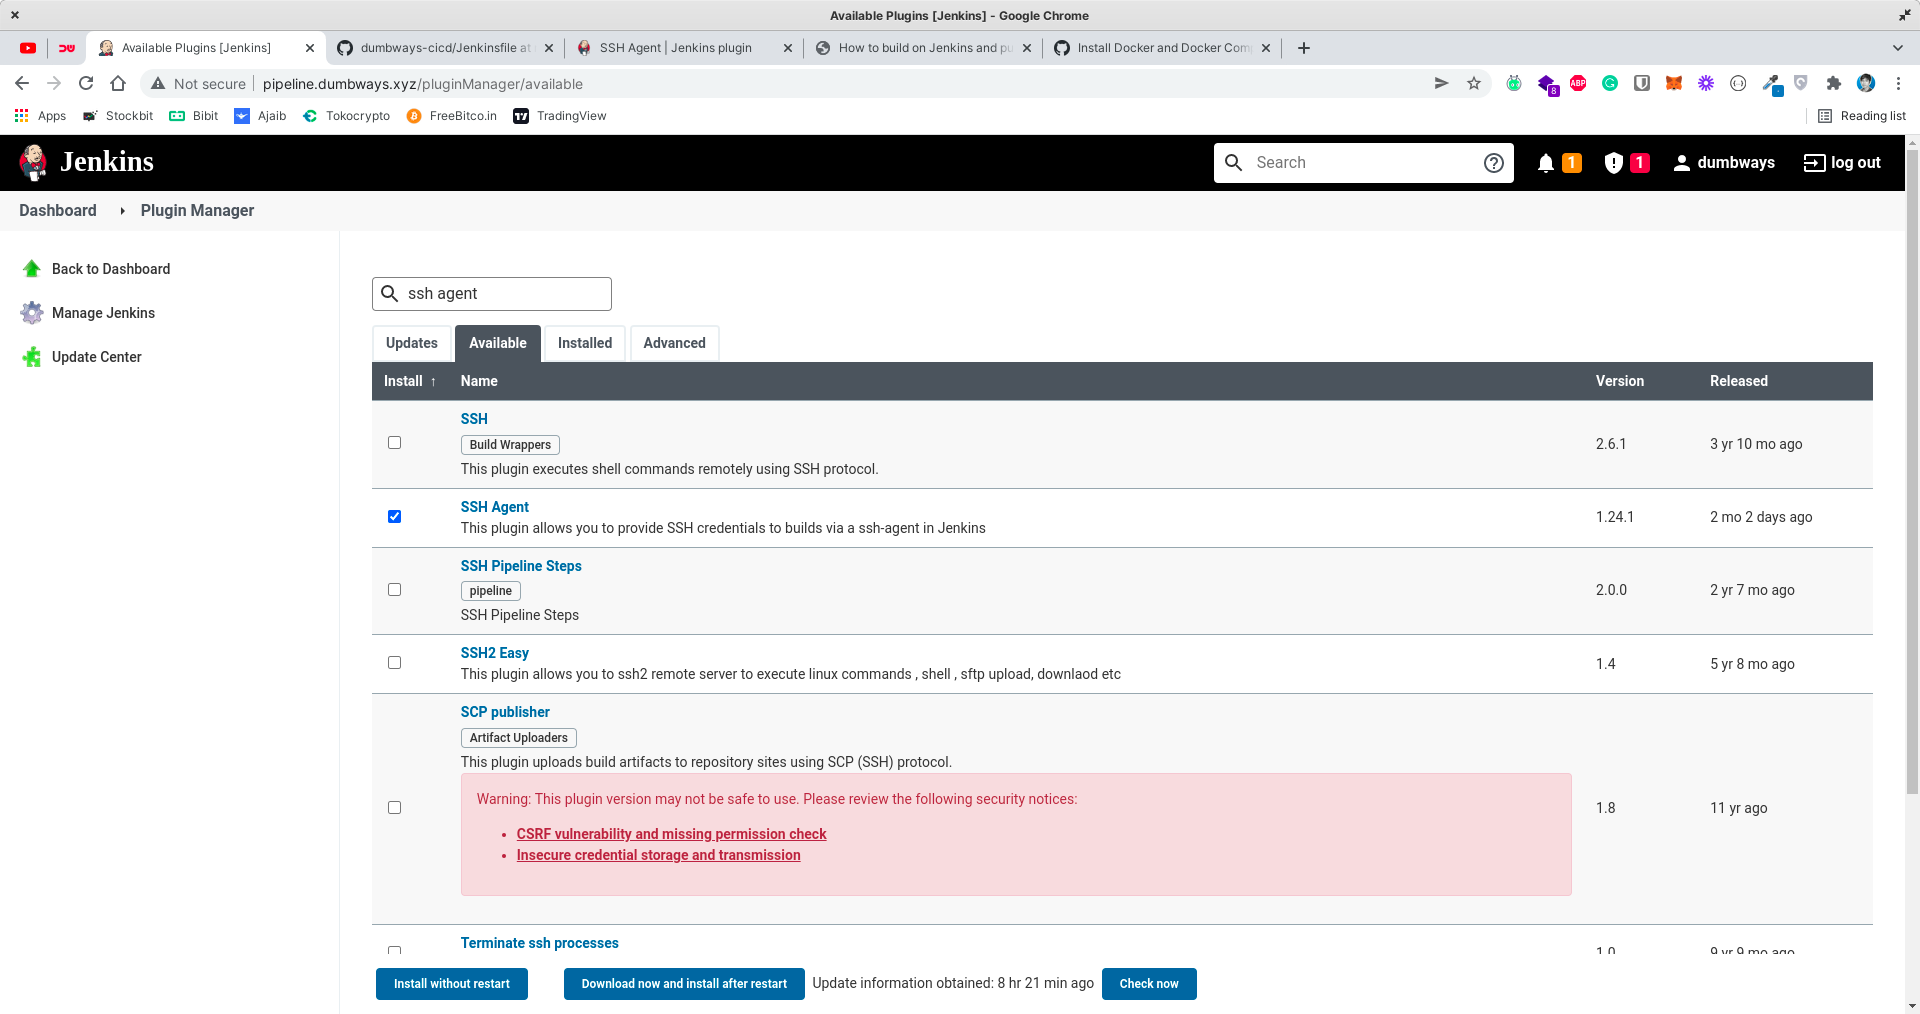 Available Plugins [Jenkins] - Google Chrome
Available Plugins [Jenkins]
dumbways-cicd/Jenkinsfile at
SSH Agent | Jenkins plugin
How to build on Jenkins and pu
Install Docker and Docker Com
Not secure
pipeline.dumbways.xyz/pluginManager/available
8
ABP
Apps
Stockbit
Bibit
Ajaib
Tokocrypto
FreeBitco.in
TradingView
Reading list
Jenkins
Search
1
1
dumbways
log out
Dashboard
Plugin Manager
Back to Dashboard
Manage Jenkins
Update Center
ssh agent
Updates
Available
Installed
Advanced
Install ↑
Name
Version
Released
SSH
Build Wrappers
This plugin executes shell commands remotely using SSH protocol.
2.6.1
3 yr 10 mo ago
SSH Agent
This plugin allows you to provide SSH credentials to builds via a ssh-agent in Jenkins
1.24.1
2 mo 2 days ago
SSH Pipeline Steps
pipeline
SSH Pipeline Steps
2.0.0
2 yr 7 mo ago
SSH2 Easy
This plugin allows you to ssh2 remote server to execute linux commands , shell , sftp upload, downlaod etc
1.4
5 yr 8 mo ago
SCP publisher
Artifact Uploaders
This plugin uploads build artifacts to repository sites using SCP (SSH) protocol.
Warning: This plugin version may not be safe to use. Please review the following security notices:
CSRF vulnerability and missing permission check
Insecure credential storage and transmission
1.8
11 yr ago
Terminate ssh processes
1.0
9 yr 9 mo ago
Install without restart
Download now and install after restart
Update information obtained: 8 hr 21 min ago
Check now